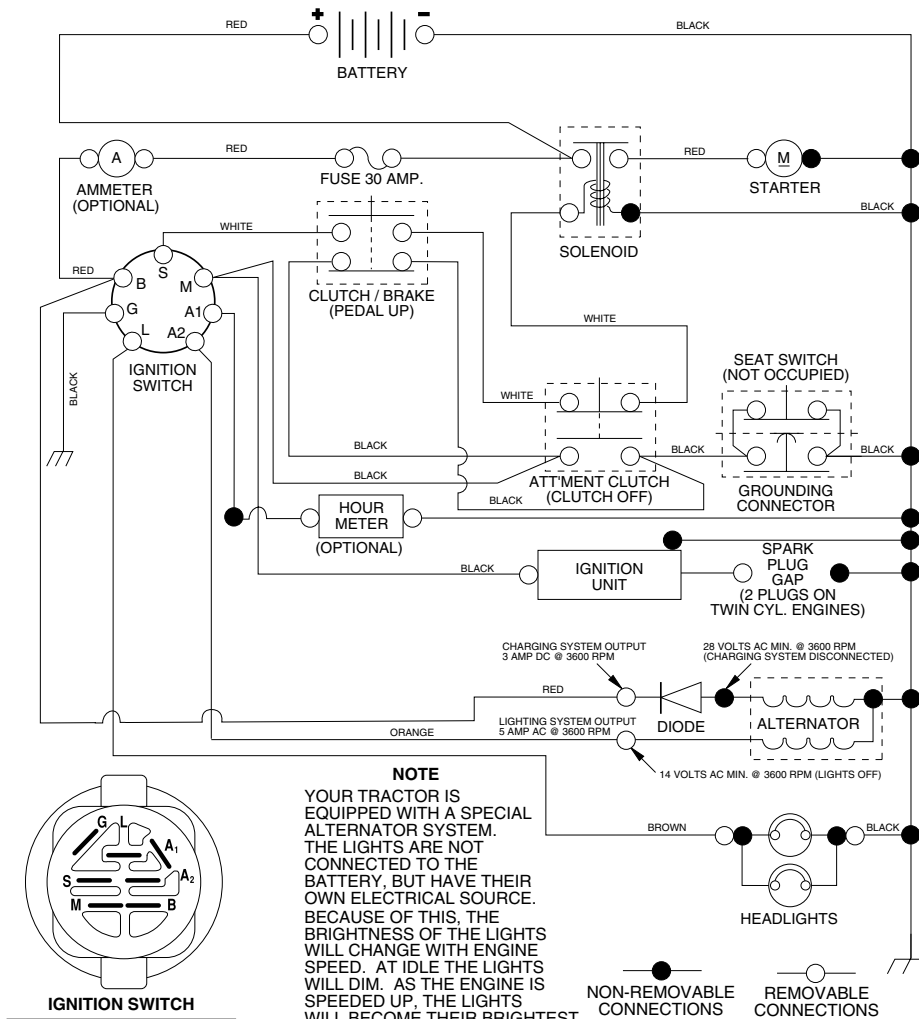 + -
RED
BLACK
BATTERY
A
RED
FUSE 30 AMP.
RED
M
STARTER
AMMETER
(OPTIONAL)
BLACK
SOLENOID
WHITE
CLUTCH / BRAKE
(PEDAL UP)
RED
S
B
M
G
A1
L
A2
IGNITION
SWITCH
BLACK
WHITE
SEAT SWITCH
(NOT OCCUPIED)
WHITE
BLACK
BLACK
BLACK
BLACK
ATT'MENT CLUTCH
(CLUTCH OFF)
GROUNDING
CONNECTOR
BLACK
HOUR
METER
(OPTIONAL)
BLACK
IGNITION
UNIT
SPARK
PLUG
GAP
(2 PLUGS ON
TWIN CYL. ENGINES)
CHARGING SYSTEM OUTPUT
3 AMP DC @ 3600 RPM
28 VOLTS AC MIN. @ 3600 RPM
(CHARGING SYSTEM DISCONNECTED)
RED
DIODE
ALTERNATOR
LIGHTING SYSTEM OUTPUT
5 AMP AC @ 3600 RPM
ORANGE
14 VOLTS AC MIN. @ 3600 RPM (LIGHTS OFF)
BROWN
BLACK
HEADLIGHTS
NOTE
YOUR TRACTOR IS
EQUIPPED WITH A SPECIAL
ALTERNATOR SYSTEM.
THE LIGHTS ARE NOT
CONNECTED TO THE
BATTERY, BUT HAVE THEIR
OWN ELECTRICAL SOURCE.
BECAUSE OF THIS, THE
BRIGHTNESS OF THE LIGHTS
WILL CHANGE WITH ENGINE
SPEED. AT IDLE THE LIGHTS
WILL DIM. AS THE ENGINE IS
SPEEDED UP, THE LIGHTS
WILL BECOME THEIR BRIGHTEST
G L
A1
S
A2
M B
IGNITION SWITCH
NON-REMOVABLE
CONNECTIONS
REMOVABLE
CONNECTIONS